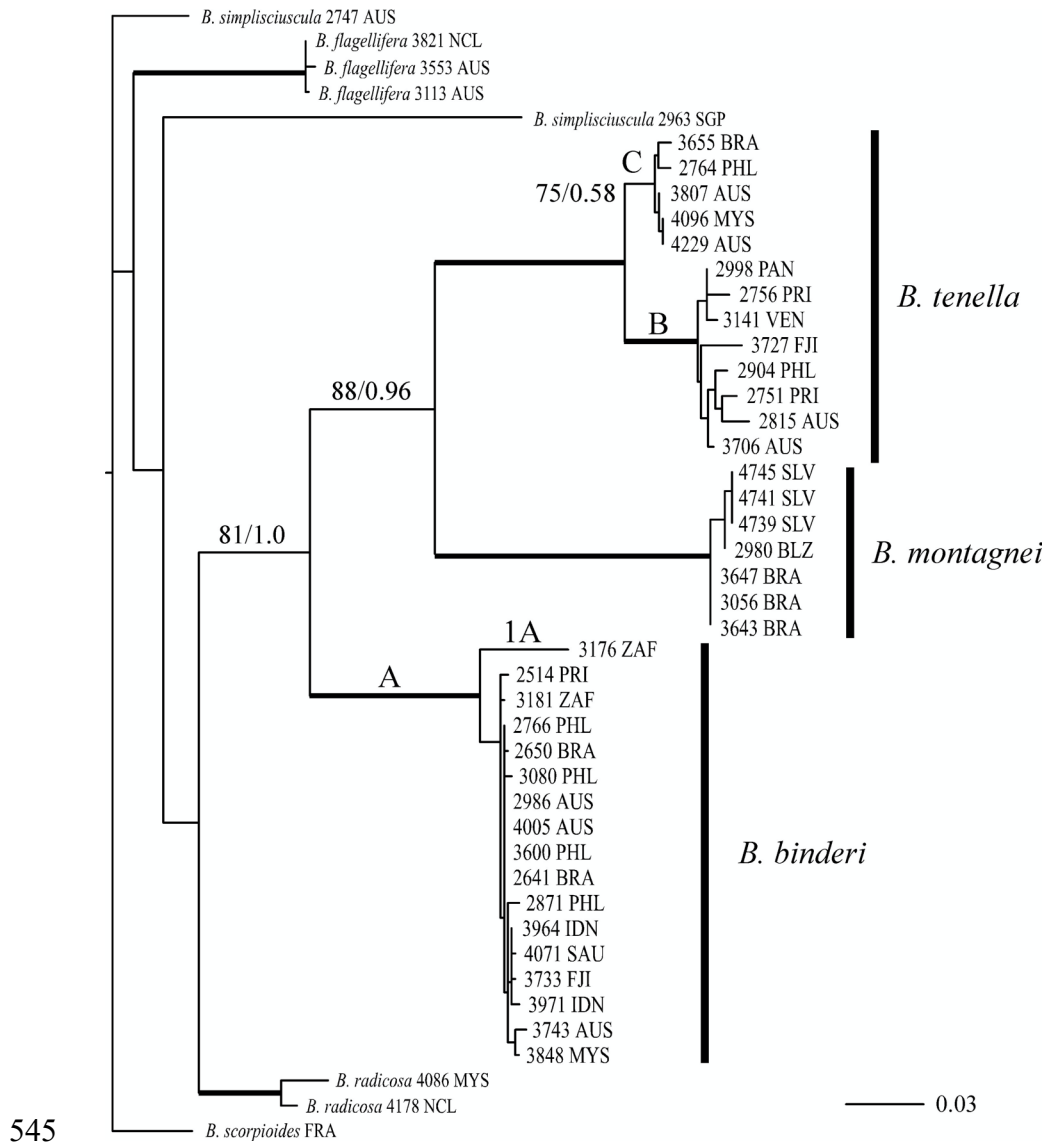 B. simplisciuscula 2747 AUS
B. flagellifera 3821 NCL
B. flagellifera 3553 AUS
B. flagellifera 3113 AUS
B. simplisciuscula 2963 SGP
3655 BRA
C
2764 PHL
75/0.58
3807 AUS
4096 MYS
4229 AUS
2998 PAN
2756 PRI
B. tenella
3141 VEN
B
3727 FJI
2904 PHL
88/0.96
2751 PRI
2815 AUS
3706 AUS
4745 SLV
4741 SLV
4739 SLV
81/1.0
2980 BLZ
B. montagnei
3647 BRA
3056 BRA
3643 BRA
1A
3176 ZAF
A
2514 PRI
3181 ZAF
2766 PHL
2650 BRA
3080 PHL
2986 AUS
4005 AUS
3600 PHL
B. binderi
2641 BRA
2871 PHL
3964 IDN
4071 SAU
3733 FJI
3971 IDN
3743 AUS
3848 MYS
B. radicosa 4086 MYS
B. radicosa 4178 NCL
0.03
545
B. scorpioides FRA